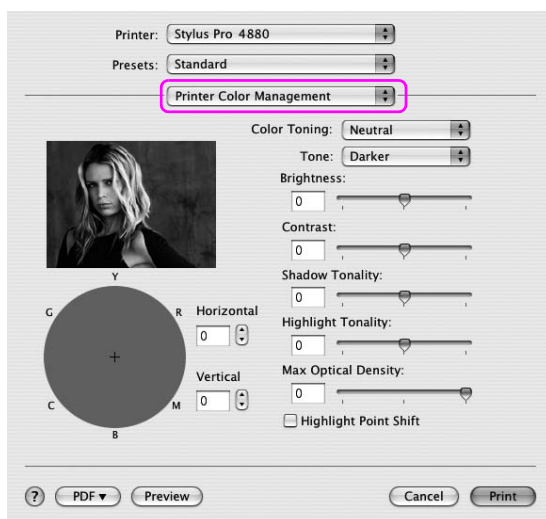 Printer: Stylus Pro 4880
Presets: Standard
Printer Color Management
Color Toning: Neutral
Tone: Darker
Brightness:
0
Contrast:
0
Shadow Tonality:
0
Highlight Tonality:
0
Max Optical Density:
0
Highlight Point Shift
Y
G R
C M
B
Horizontal
0
Vertical
0
? PDF▼ Preview Cancel Print